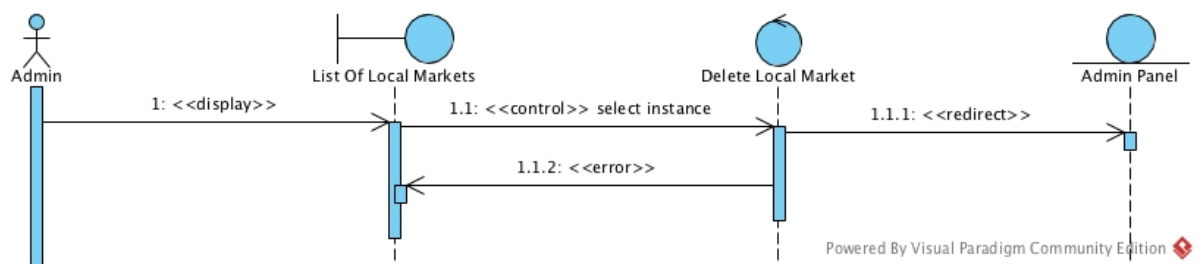 Admin
List Of Local Markets
Delete Local Market
Admin Panel
1: <<display>>
1.1: <<control>> select instance
1.1.1: <<redirect>>
1.1.2: <<error>>
Powered By Visual Paradigm Community Edition